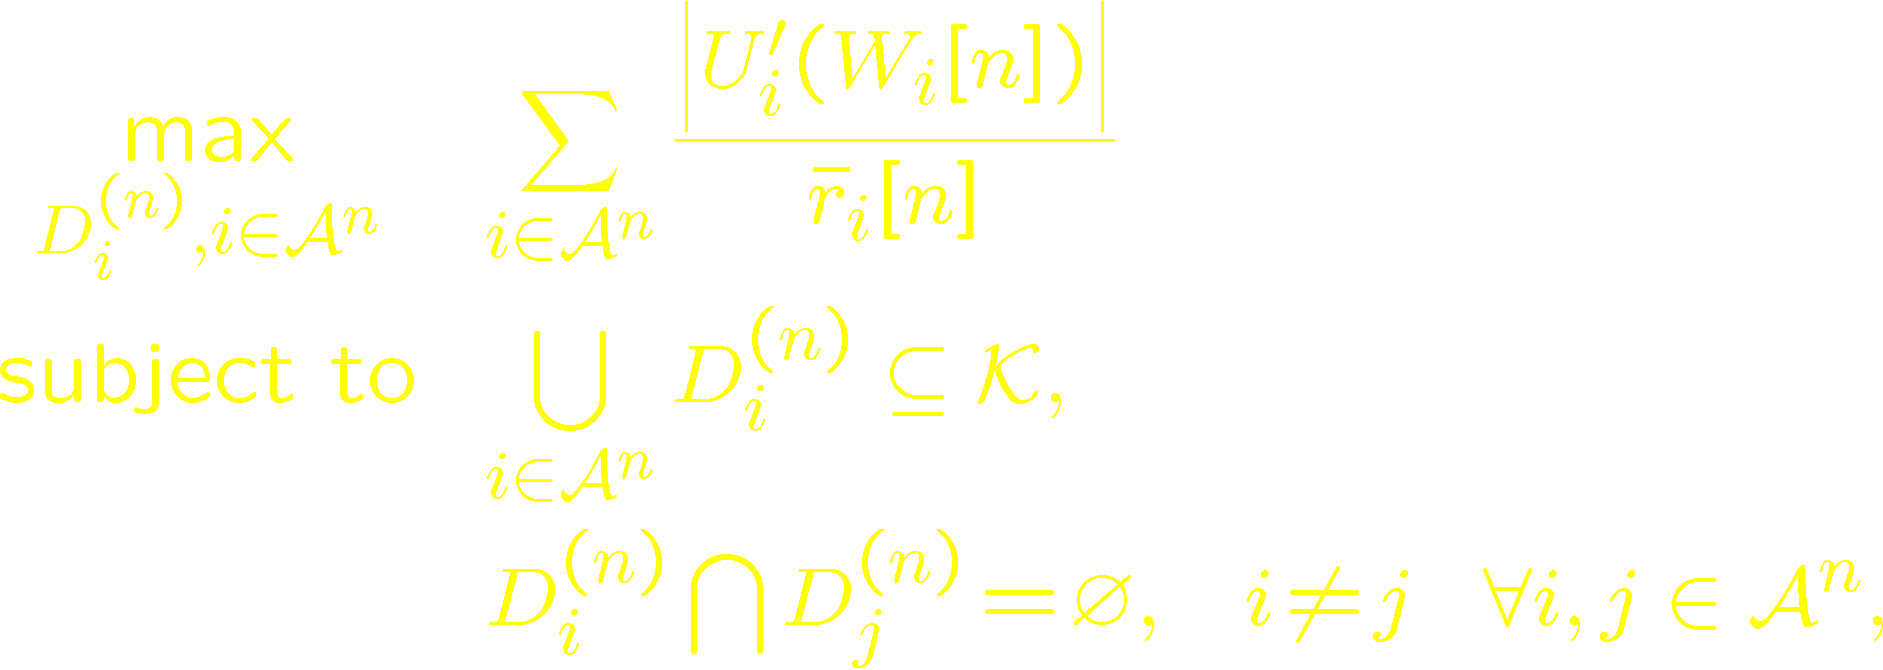 max_{D_i^{(n)}, i∈𝒜^n} ∑_{i∈𝒜^n} |U_i′(W_i[n])| / r̄_i[n]
subject to ⋃_{i∈𝒜^n} D_i^{(n)} ⊆ 𝒦,
D_i^{(n)} ⋂ D_j^{(n)} = ∅, i ≠ j ∀i, j ∈ 𝒜^n,